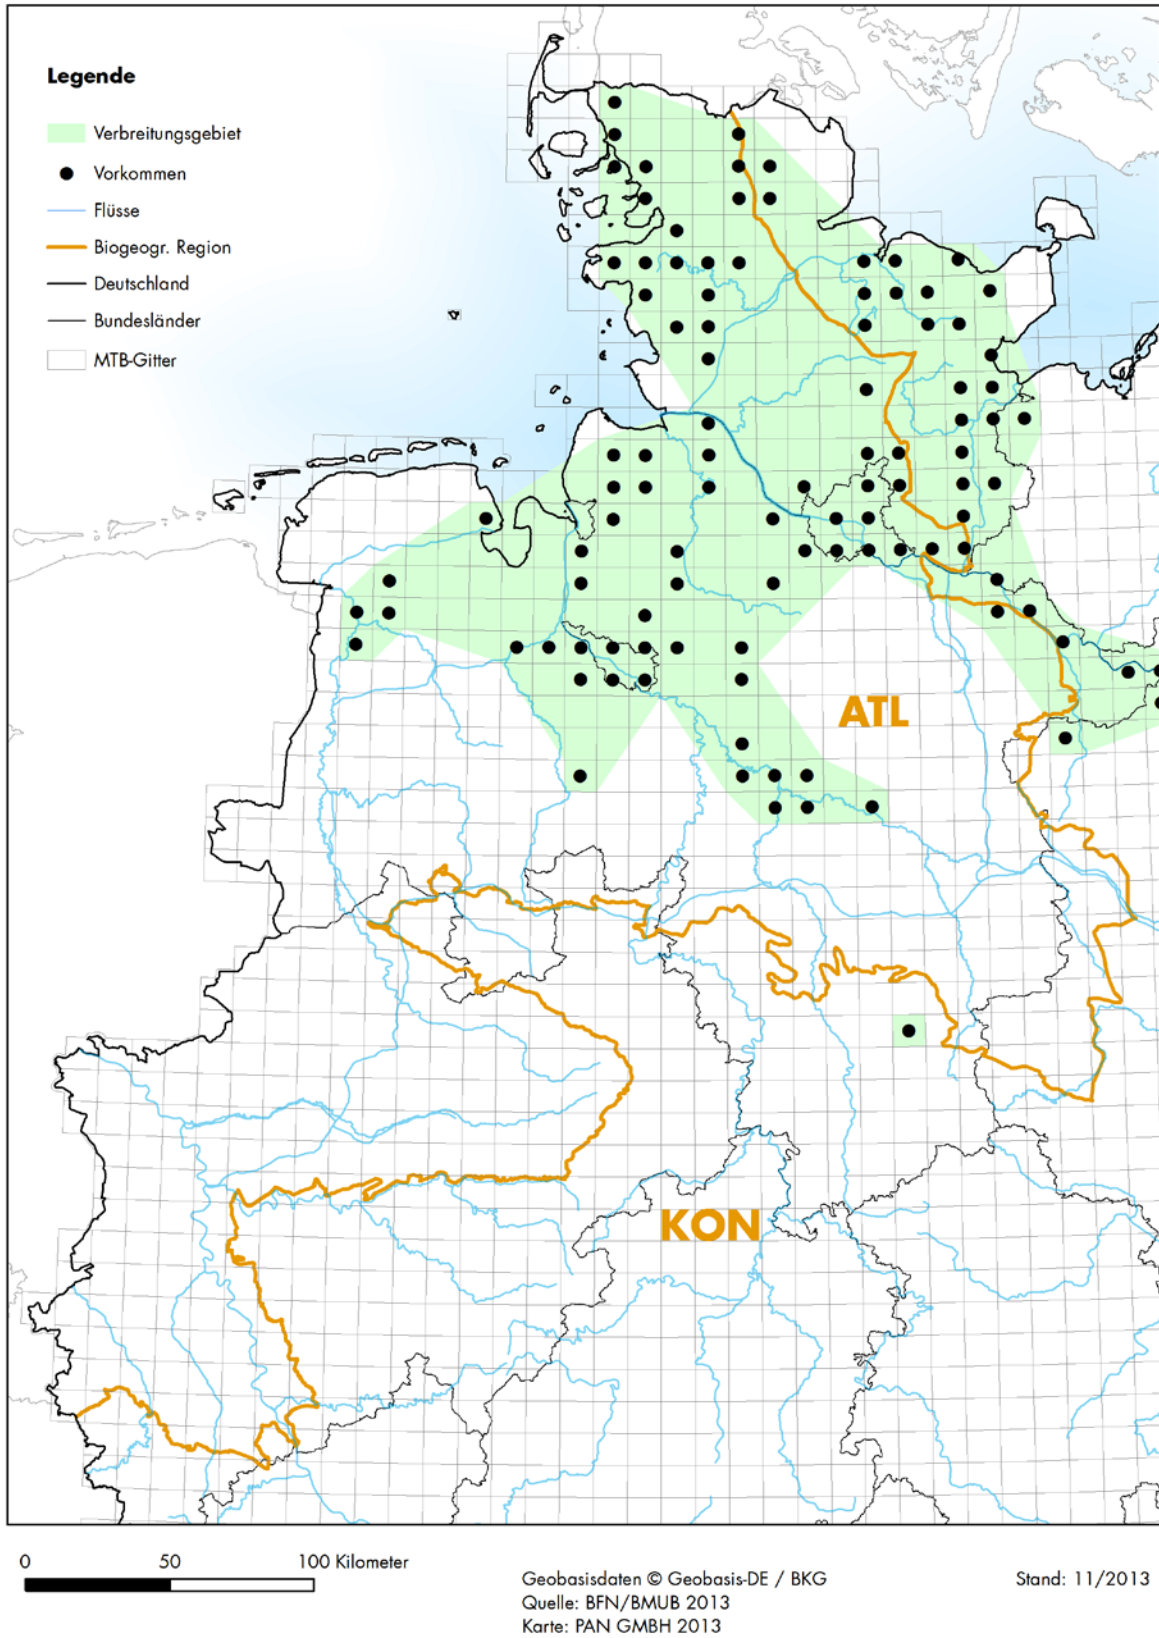 Legende
Verbreitungsgebiet
Vorkommen
Flüsse
Biogeogr. Region
Deutschland
Bundesländer
MTB-Gitter
ATL
KON
0 50 100 Kilometer
Geobasisdaten © Geobasis-DE / BKG
Quelle: BFN/BMUB 2013
Karte: PAN GMBH 2013
Stand: 11/2013